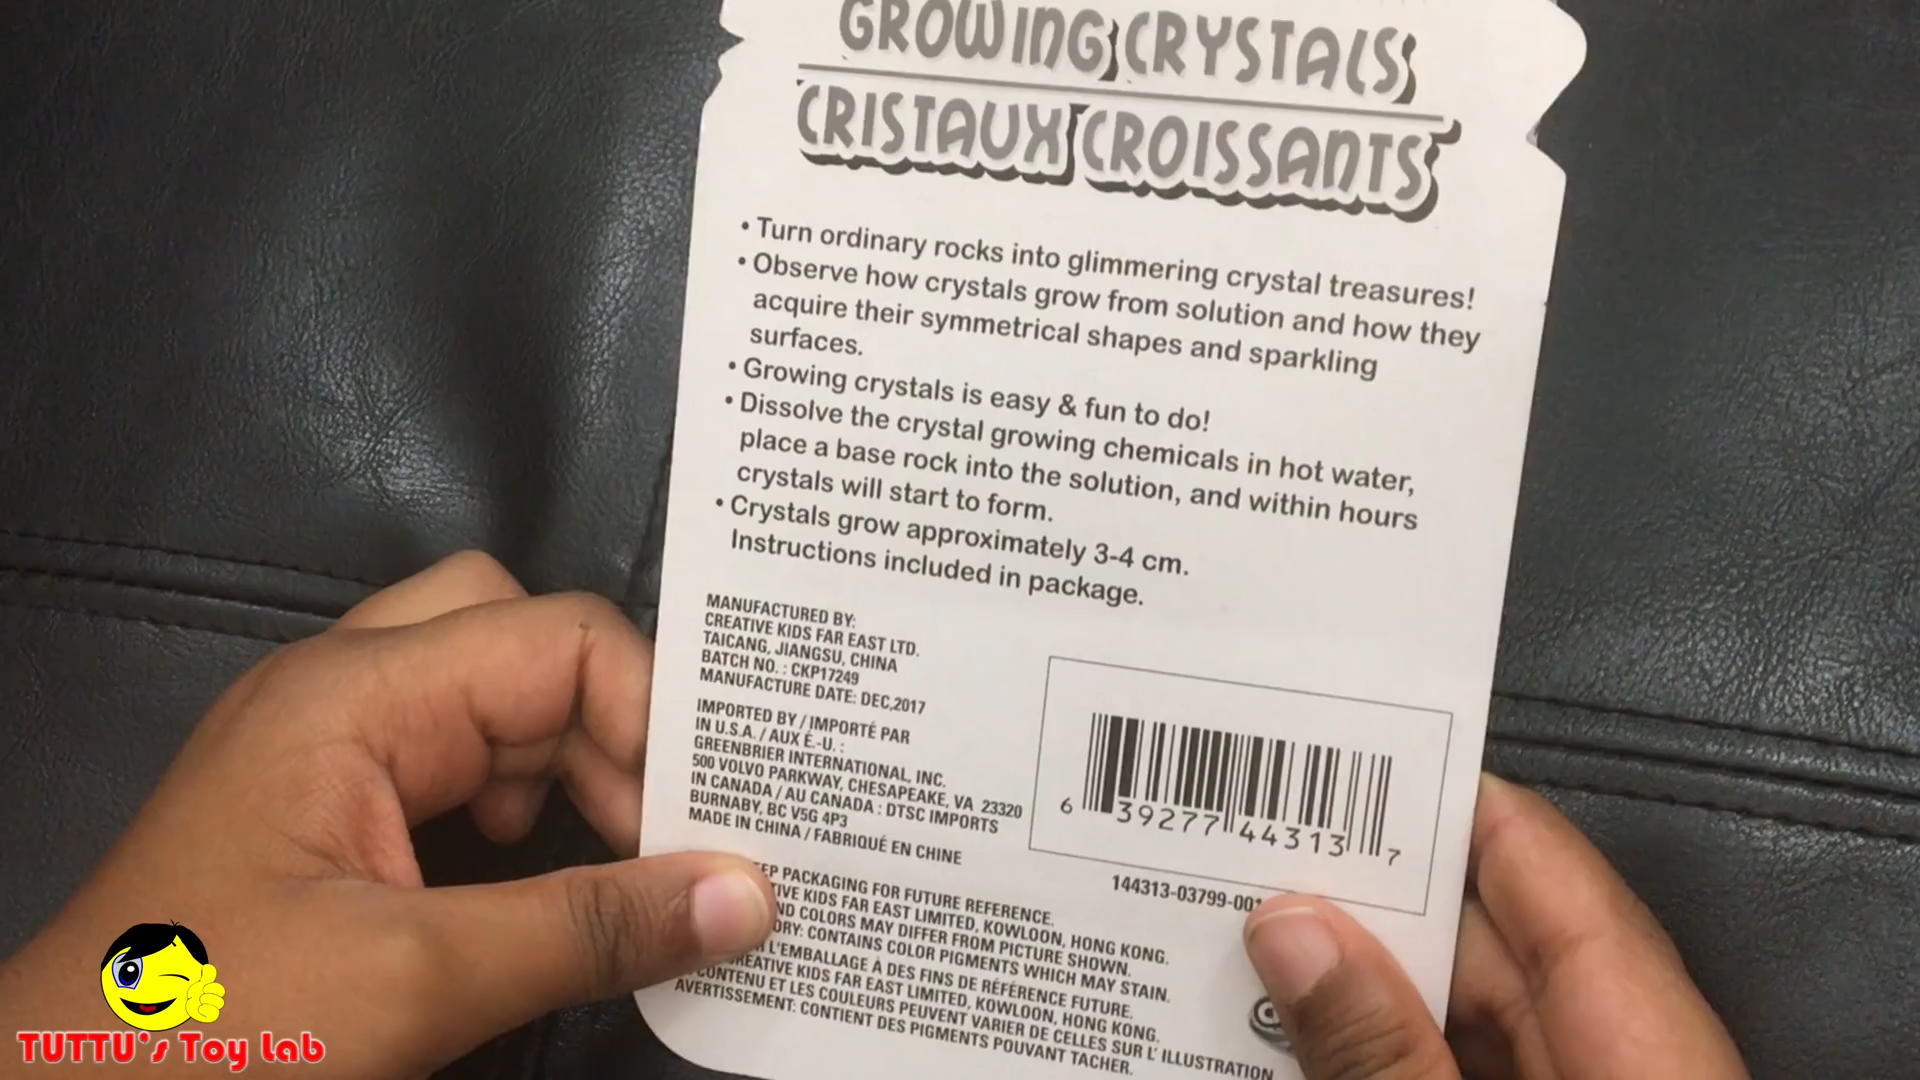 GROWING CRYSTALS
CRISTAUX CROISSANTS
• Turn ordinary rocks into glimmering crystal treasures!
• Observe how crystals grow from solution and how they
acquire their symmetrical shapes and sparkling
surfaces.
• Growing crystals is easy & fun to do!
• Dissolve the crystal growing chemicals in hot water,
place a base rock into the solution, and within hours
crystals will start to form.
• Crystals grow approximately 3-4 cm.
Instructions included in package.
MANUFACTURED BY:
CREATIVE KIDS FAR EAST LTD.
TAICANG, JIANGSU, CHINA
BATCH NO. : CKP17249
MANUFACTURE DATE: DEC,2017
IMPORTED BY / IMPORTÉ PAR
IN U.S.A. / AUX É.-U. :
GREENBRIER INTERNATIONAL, INC.
500 VOLVO PARKWAY, CHESAPEAKE, VA 23320
IN CANADA / AU CANADA : DTSC IMPORTS
BURNABY, BC V5G 4P3
MADE IN CHINA / FABRIQUÉ EN CHINE
6 39277 44313 7
144313-03799-001
PACKAGING FOR FUTURE REFERENCE.
KIDS FAR EAST LIMITED, KOWLOON, HONG KONG.
COLORS MAY DIFFER FROM PICTURE SHOWN.
CONTAINS COLOR PIGMENTS WHICH MAY STAIN.
L'EMBALLAGE À DES FINS DE RÉFÉRENCE FUTURE.
KIDS FAR EAST LIMITED, KOWLOON, HONG KONG.
CONTENU ET LES COULEURS PEUVENT VARIER DE CELLES SUR L' ILLUSTRATION
AVERTISSEMENT: CONTIENT DES PIGMENTS POUVANT TACHER.
TUTTU's Toy Lab